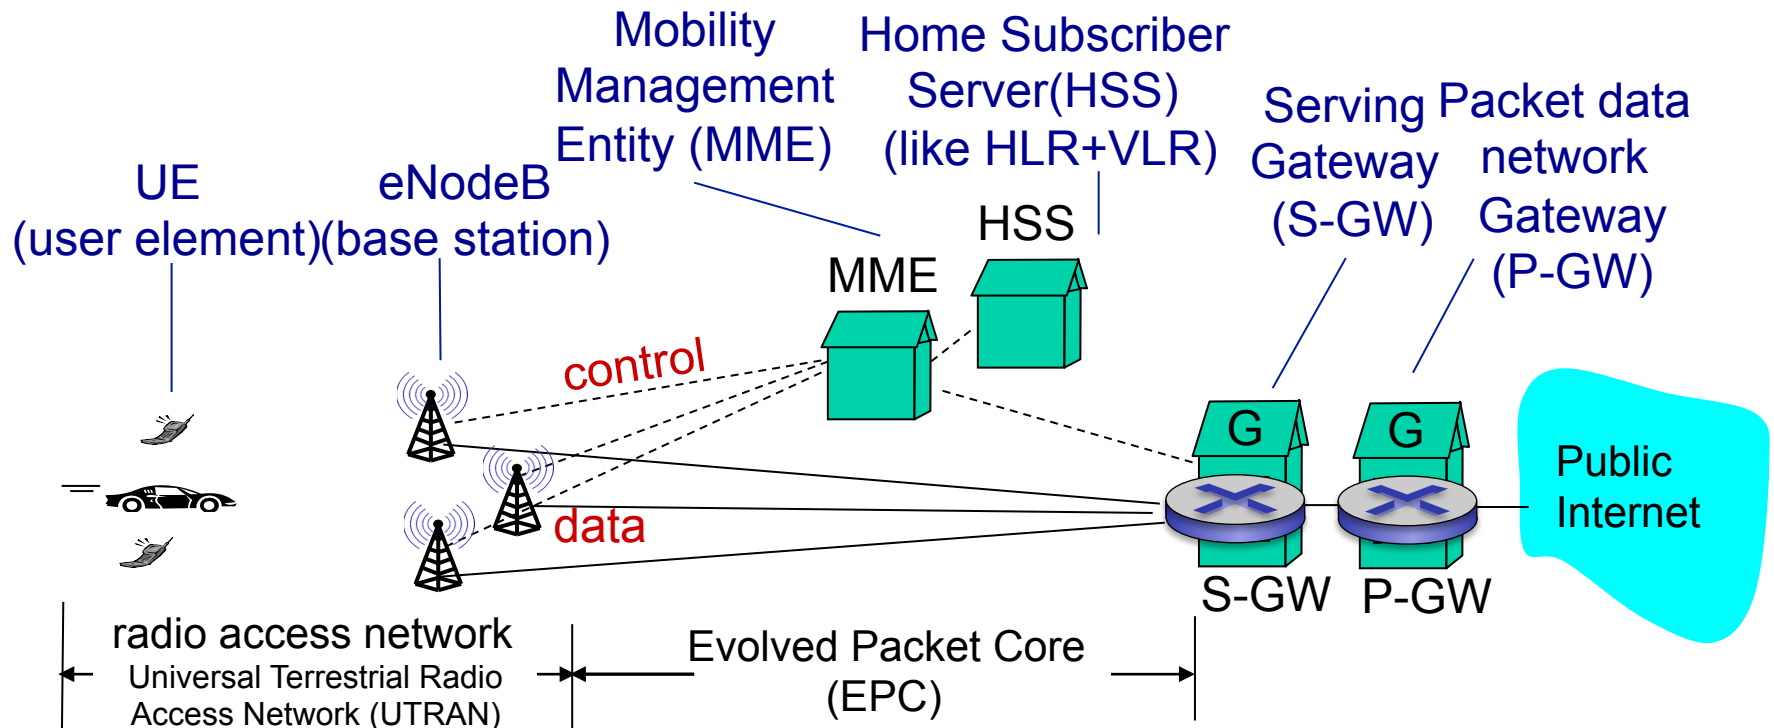 Mobility
Management
Entity (MME)
Home Subscriber
Server(HSS)
(like HLR+VLR)
Serving
Gateway
(S-GW)
Packet data
network
Gateway
(P-GW)
UE
(user element)
eNodeB
(base station)
HSS
MME
control
data
G
G
Public
Internet
S-GW
P-GW
radio access network
Universal Terrestrial Radio
Access Network (UTRAN)
Evolved Packet Core
(EPC)